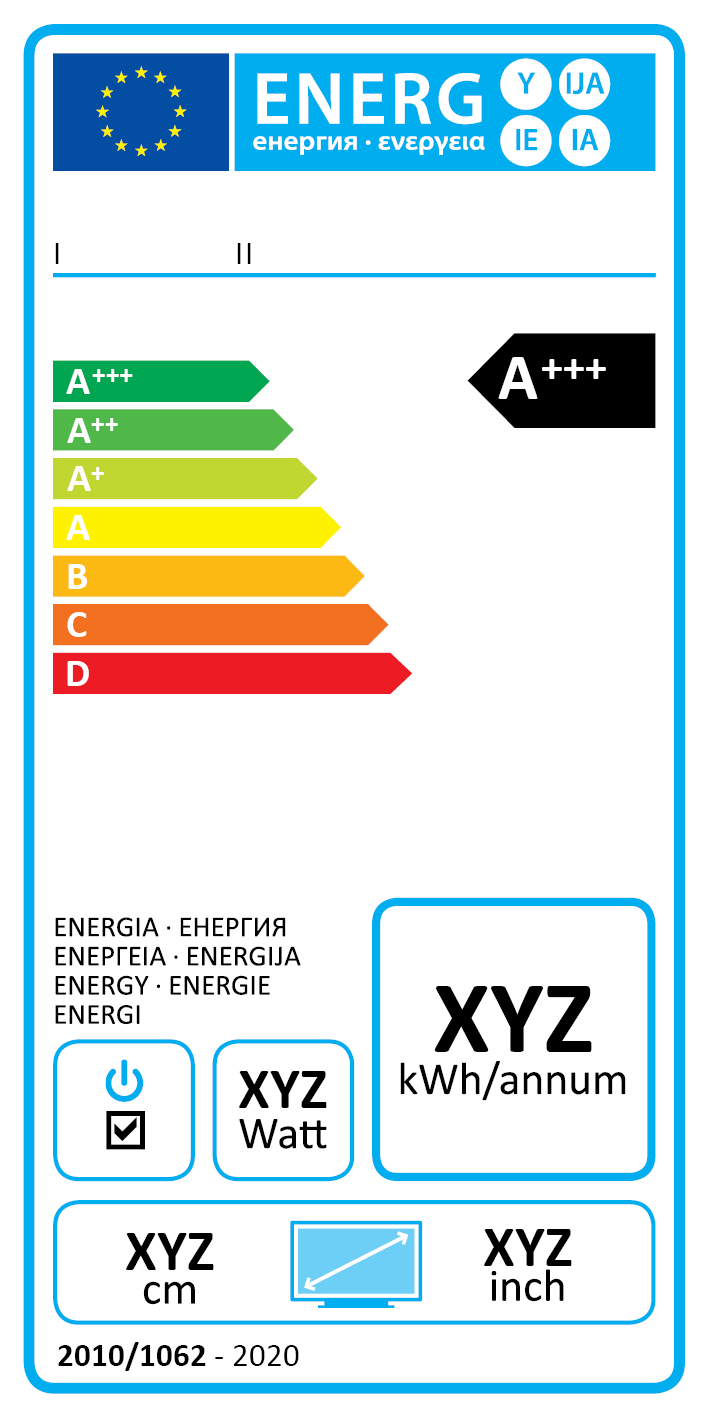 ENERG Y IJA
енергия · ενεργεια IE IA
I II
A+++ A+++
A++
A+
A
B
C
D
ENERGIA · ЕНЕРГИЯ
ΕΝΕΡΓΕΙΑ · ENERGIJA
ENERGY · ENERGIE
ENERGI
XYZ
Watt
XYZ
kWh/annum
XYZ
cm
XYZ
inch
2010/1062 - 2020